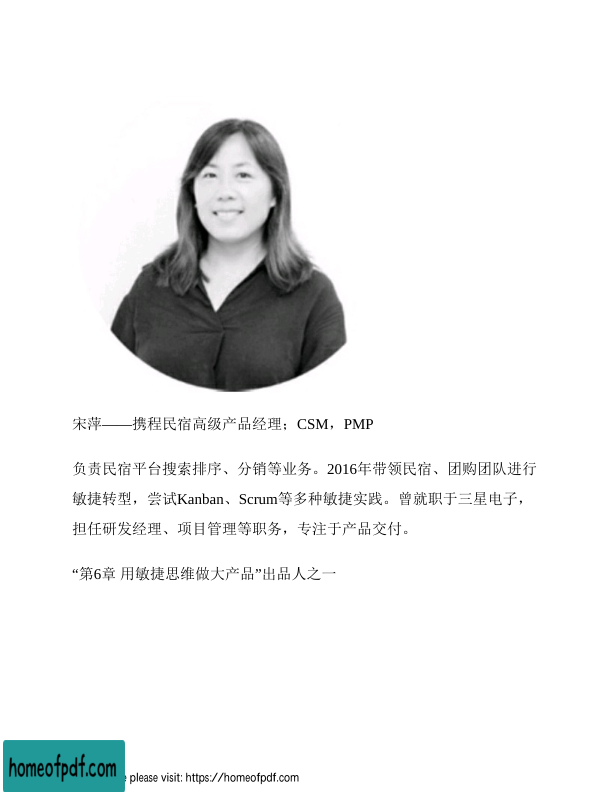 宋萍——携程民宿高级产品经理；CSM，PMP
负责民宿平台搜索排序、分销等业务。2016年带领民宿、团购团队进行
敏捷转型，尝试Kanban、Scrum等多种敏捷实践。曾就职于三星电子，
担任研发经理、项目管理等职务，专注于产品交付。
“第6章 用敏捷思维做大产品”出品人之一
homeofpdf.com
e please visit: https://homeofpdf.com